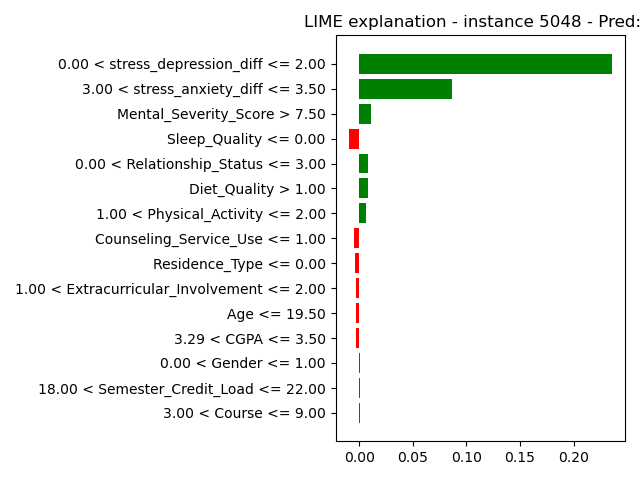 LIME explanation - instance 5048 - Pred:
0.00 < stress_depression_diff <= 2.00
3.00 < stress_anxiety_diff <= 3.50
Mental_Severity_Score > 7.50
Sleep_Quality <= 0.00
0.00 < Relationship_Status <= 3.00
Diet_Quality > 1.00
1.00 < Physical_Activity <= 2.00
Counseling_Service_Use <= 1.00
Residence_Type <= 0.00
1.00 < Extracurricular_Involvement <= 2.00
Age <= 19.50
3.29 < CGPA <= 3.50
0.00 < Gender <= 1.00
18.00 < Semester_Credit_Load <= 22.00
3.00 < Course <= 9.00
0.00 0.05 0.10 0.15 0.20